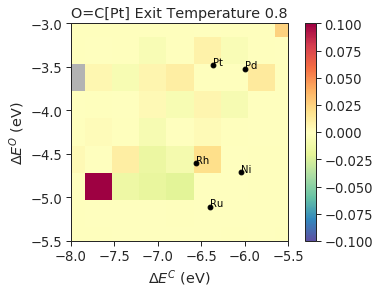 O=C[Pt] Exit Temperature 0.8
−3.0
−3.5
−4.0
−4.5
−5.0
−5.5
ΔE^O (eV)
Pt
Pd
Rh
Ni
Ru
−8.0 −7.5 −7.0 −6.5 −6.0 −5.5
ΔE^C (eV)
0.100
0.075
0.050
0.025
0.000
−0.025
−0.050
−0.075
−0.100